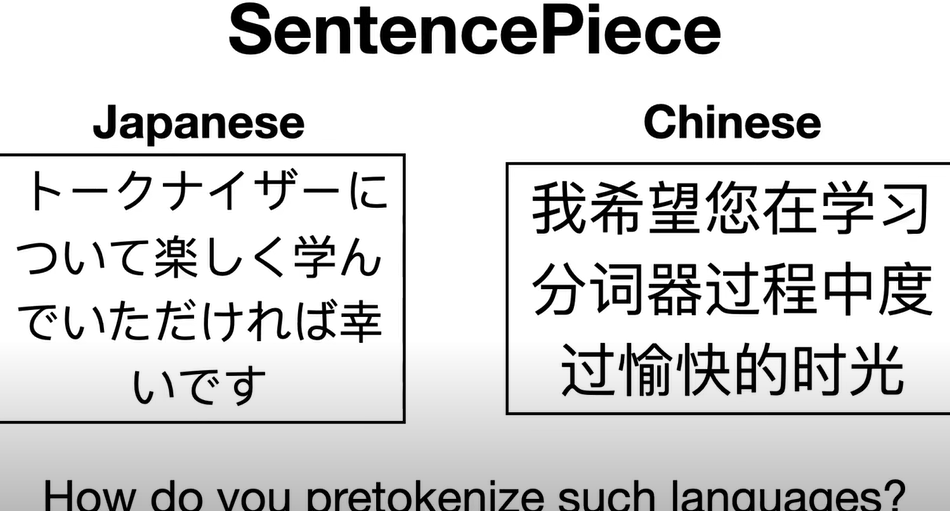 SentencePiece
Japanese
トークナイザーに
ついて楽しく学ん
でいただければ幸
いです
Chinese
我希望您在学习
分词器过程中度
过愉快的时光
How do you pretokenize such languages?